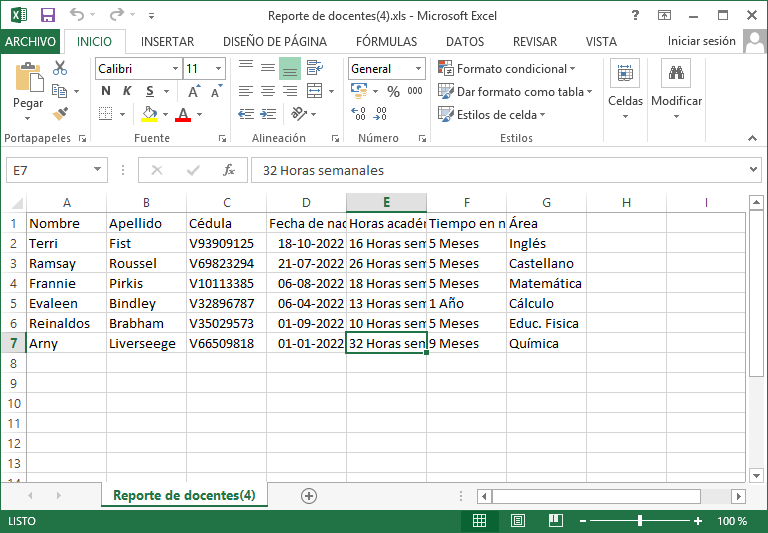 Reporte de docentes(4).xls - Microsoft Excel
?
ARCHIVO INICIO INSERTAR DISEÑO DE PÁGINA FÓRMULAS DATOS REVISAR VISTA Iniciar sesión
Pegar
Portapapeles
Calibri 11
N K S A A
A
Fuente
Alineación
General
% 000
Número
Formato condicional
Dar formato como tabla
Estilos de celda
Estilos
Celdas
Modificar
E7 fx 32 Horas semanales
A B C D E F G H I
1 Nombre Apellido Cédula Fecha de nac Horas acadé Tiempo en n Área
2 Terri Fist V93909125 18-10-2022 16 Horas sem 5 Meses Inglés
3 Ramsay Roussel V69823294 21-07-2022 26 Horas sem 5 Meses Castellano
4 Frannie Pirkis V10113385 06-08-2022 18 Horas sem 5 Meses Matemática
5 Evaleen Bindley V32896787 06-04-2022 13 Horas sem 1 Año Cálculo
6 Reinaldos Brabham V35029573 01-09-2022 10 Horas sem 5 Meses Educ. Fisica
7 Arny Liverseege V66509818 01-01-2022 32 Horas sem 9 Meses Química
8
9
10
11
12
13
14
Reporte de docentes(4)
LISTO 100 %